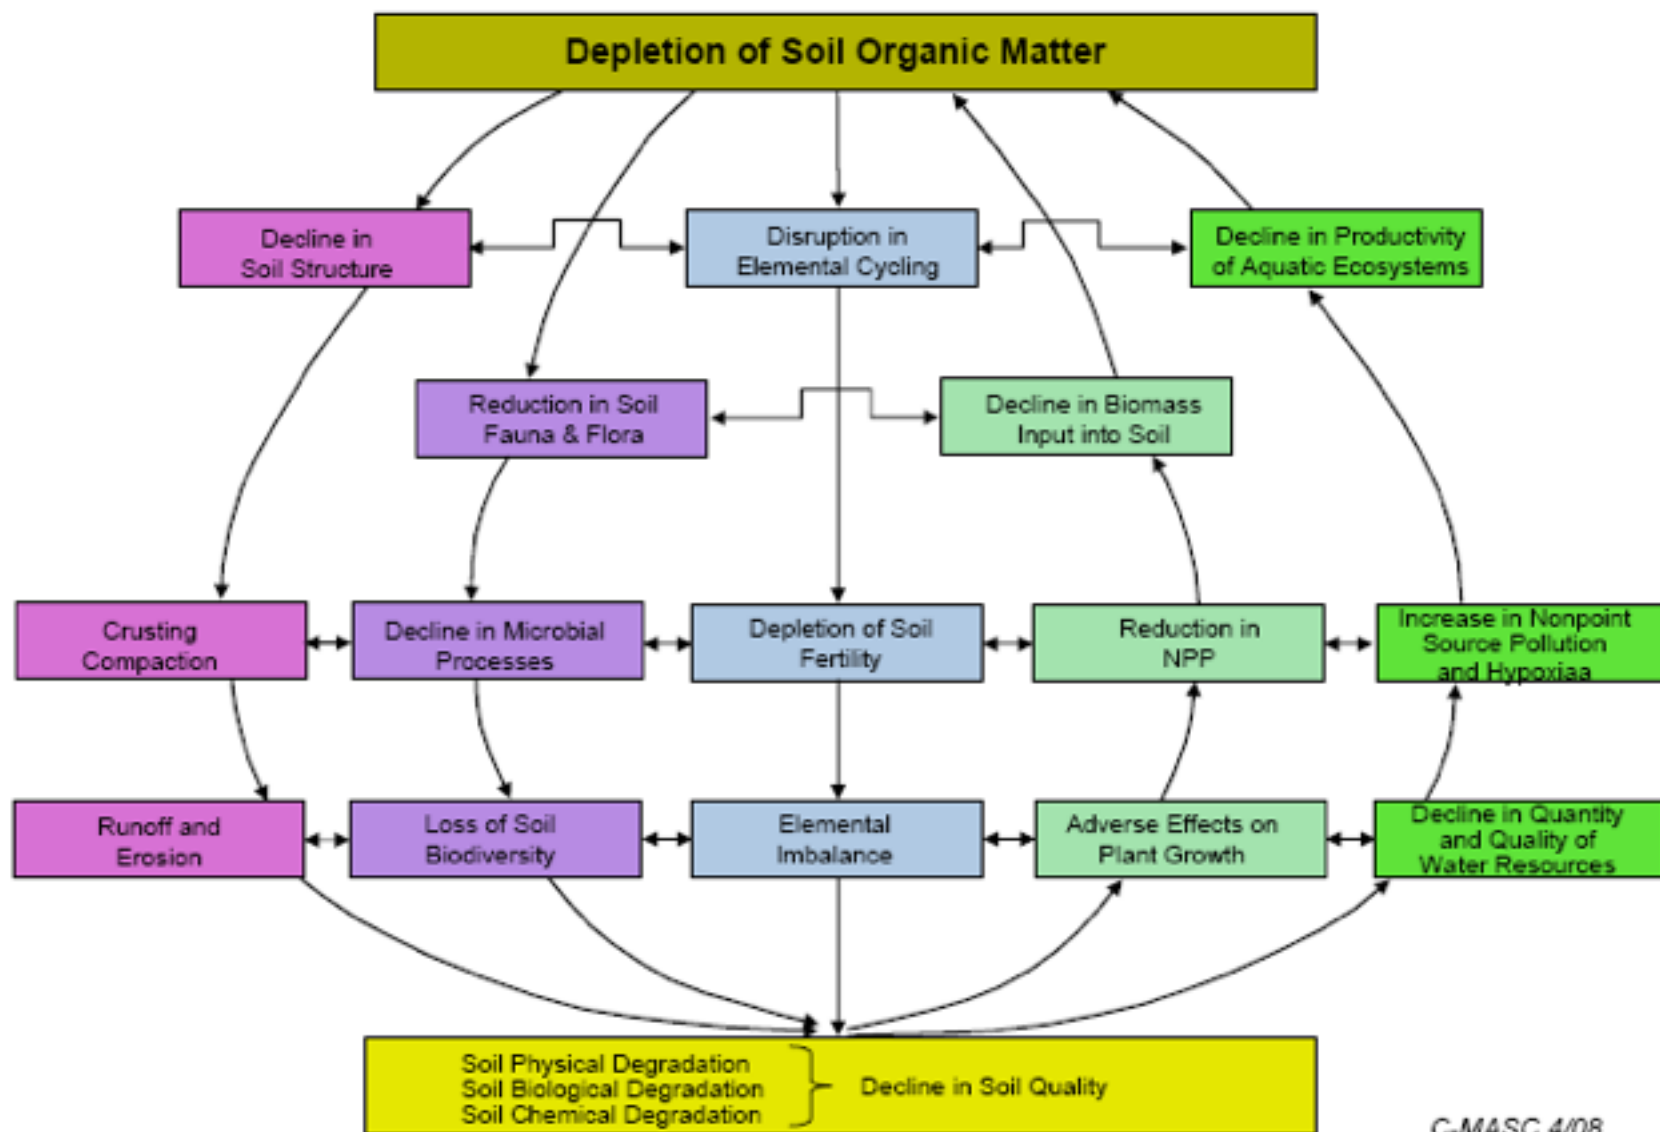 Depletion of Soil Organic Matter
Decline in
Soil Structure
Disruption in
Elemental Cycling
Decline in Productivity
of Aquatic Ecosystems
Reduction in Soil
Fauna & Flora
Decline in Biomass
Input into Soil
Crusting
Compaction
Decline in Microbial
Processes
Depletion of Soil
Fertility
Reduction in
NPP
Increase in Nonpoint
Source Pollution
and Hypoxiaa
Runoff and
Erosion
Loss of Soil
Biodiversity
Elemental
Imbalance
Adverse Effects on
Plant Growth
Decline in Quantity
and Quality of
Water Resources
Soil Physical Degradation
Soil Biological Degradation
Soil Chemical Degradation
Decline in Soil Quality
C-MASC 4/08